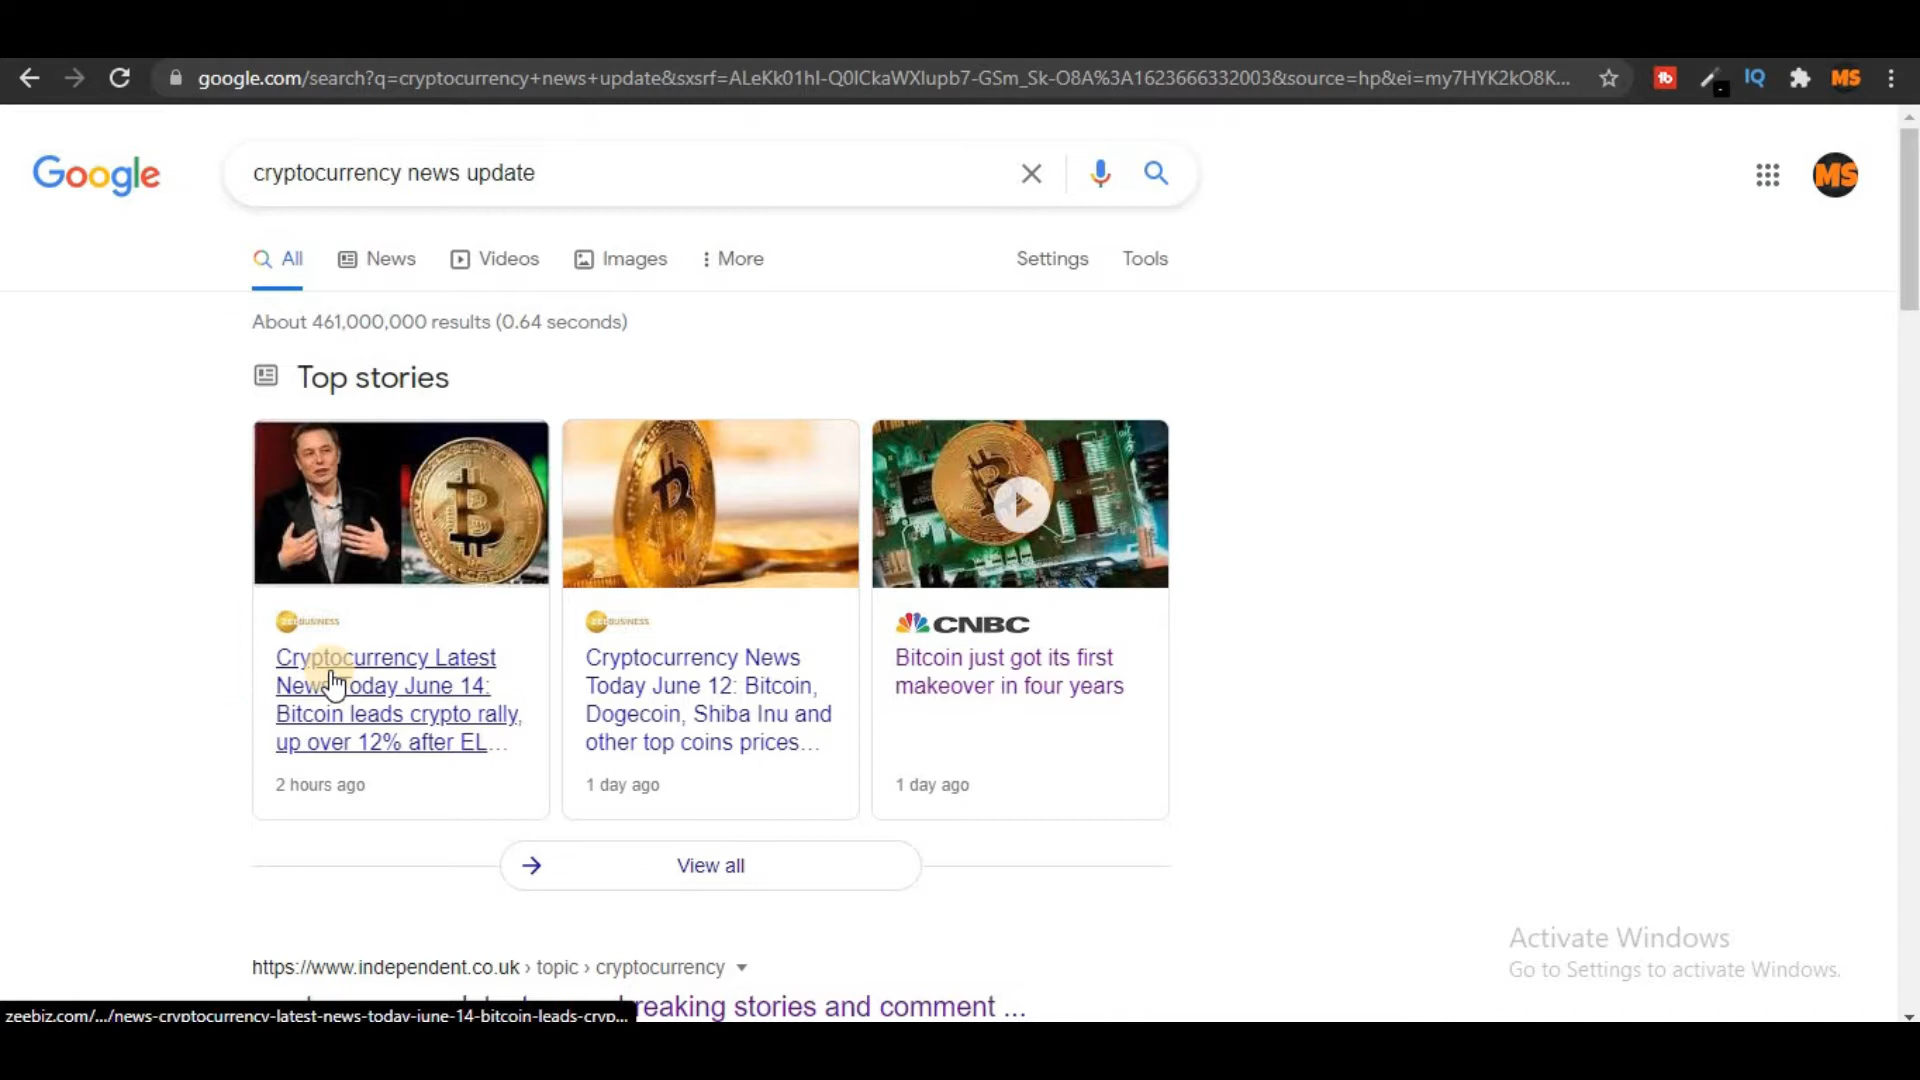 google.com/search?q=cryptocurrency+news+update&sxsrf=ALeKk01hI-Q0lCkaWXlupb7-GSm_Sk-O8A%3A1623666332003&source=hp&ei=my7HYK2kO8K...
IQ
MS
Google
cryptocurrency news update
MS
All
News
Videos
Images
More
Settings
Tools
About 461,000,000 results (0.64 seconds)
Top stories
ZEEBUSINESS
Cryptocurrency Latest
News Today June 14:
Bitcoin leads crypto rally,
up over 12% after EL...
2 hours ago
ZEEBUSINESS
Cryptocurrency News
Today June 12: Bitcoin,
Dogecoin, Shiba Inu and
other top coins prices...
1 day ago
CNBC
Bitcoin just got its first
makeover in four years
1 day ago
View all
Activate Windows
Go to Settings to activate Windows.
https://www.independent.co.uk › topic › cryptocurrency
reaking stories and comment ...
zeebiz.com/.../news-cryptocurrency-latest-news-today-june-14-bitcoin-leads-cryp...